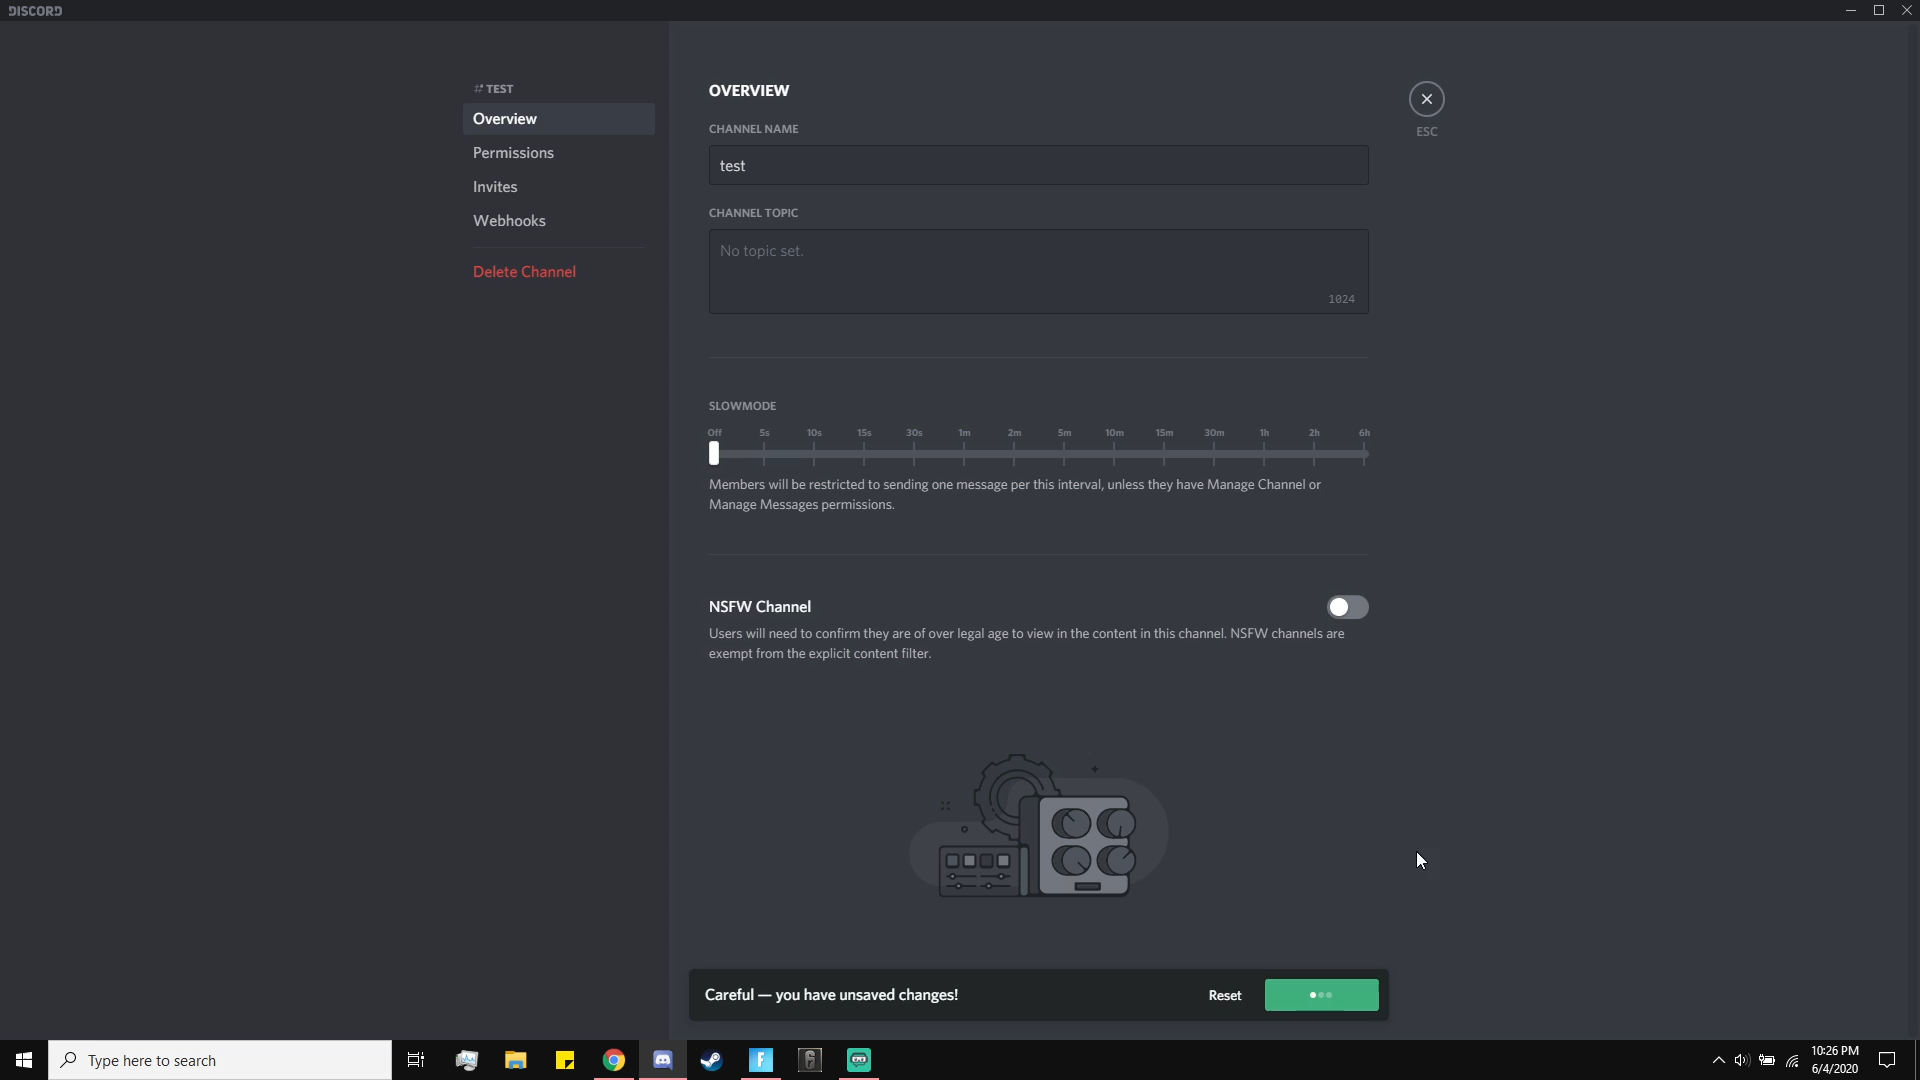 DISCORD
TEST
Overview
Permissions
Invites
Webhooks
Delete Channel
OVERVIEW
CHANNEL NAME
test
CHANNEL TOPIC
No topic set.
1024
ESC
SLOWMODE
Off 5s 10s 15s 30s 1m 2m 5m 10m 15m 30m 1h 2h 6h
Members will be restricted to sending one message per this interval, unless they have Manage Channel or
Manage Messages permissions.
NSFW Channel
Users will need to confirm they are of over legal age to view in the content in this channel. NSFW channels are
exempt from the explicit content filter.
Careful — you have unsaved changes!
Reset
Type here to search
10:26 PM
6/4/2020